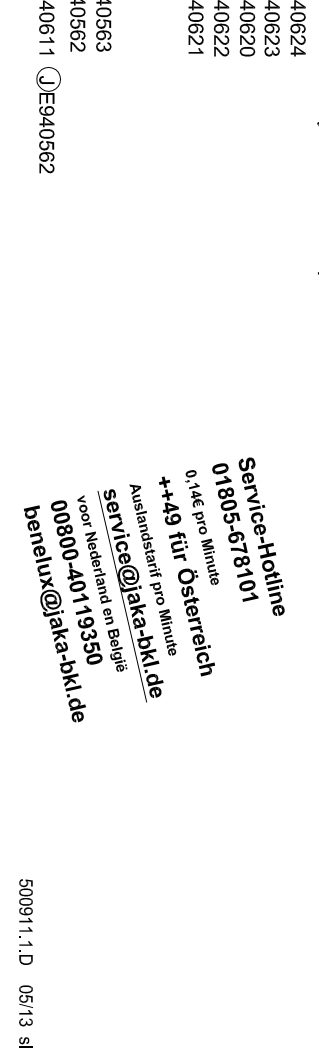 40624
40623
40620
40622
40621
40563
40562
40611 ⒿE940562
Service-Hotline
01805-678101
0,14€ pro Minute
++49 für Österreich
Auslandstarif pro Minute
service@jaka-bkl.de
voor Nederland en België
00800-40119350
benelux@jaka-bkl.de
500911.1.D 05/13